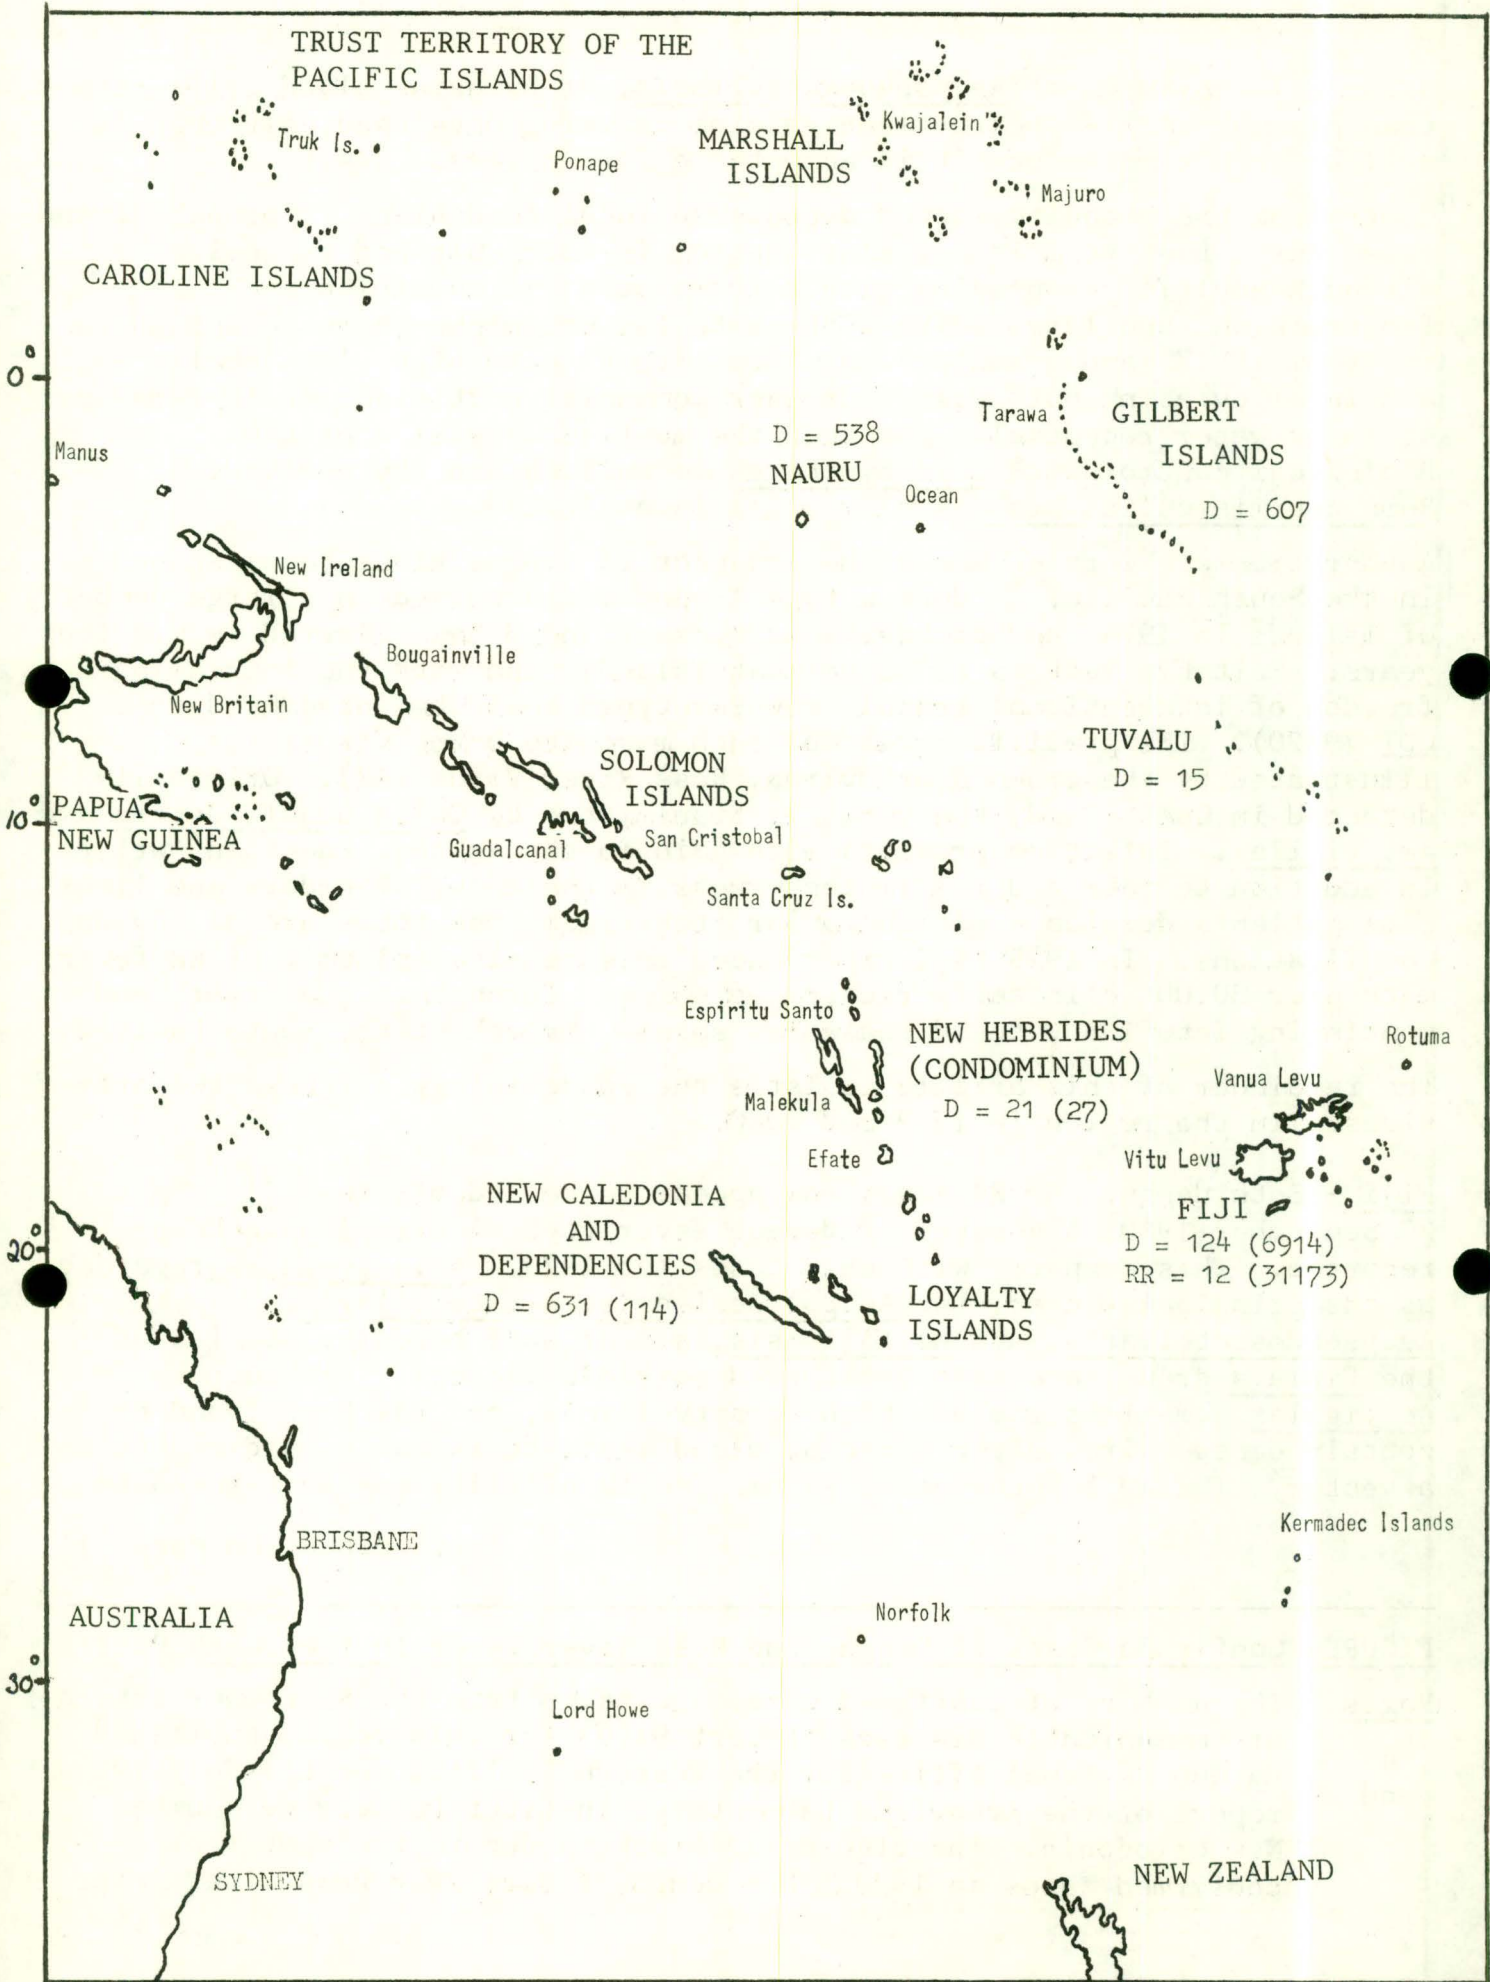 TRUST TERRITORY OF THE
PACIFIC ISLANDS
Truk Is.
Ponape
MARSHALL
ISLANDS
Kwajalein
Majuro
CAROLINE ISLANDS
0°
Manus
D = 538
NAURU
Ocean
Tarawa
GILBERT
ISLANDS
D = 607
New Ireland
Bougainville
New Britain
TUVALU
D = 15
SOLOMON
ISLANDS
10°
PAPUA
NEW GUINEA
Guadalcanal
San Cristobal
Santa Cruz Is.
Espiritu Santo
NEW HEBRIDES
(CONDOMINIUM)
D = 21 (27)
Malekula
Rotuma
Vanua Levu
Efate
Vitu Levu
FIJI
D = 124 (6914)
RR = 12 (31173)
NEW CALEDONIA
AND
DEPENDENCIES
D = 631 (114)
20°
LOYALTY
ISLANDS
BRISBANE
Kermadec Islands
AUSTRALIA
Norfolk
30°
Lord Howe
SYDNEY
NEW ZEALAND